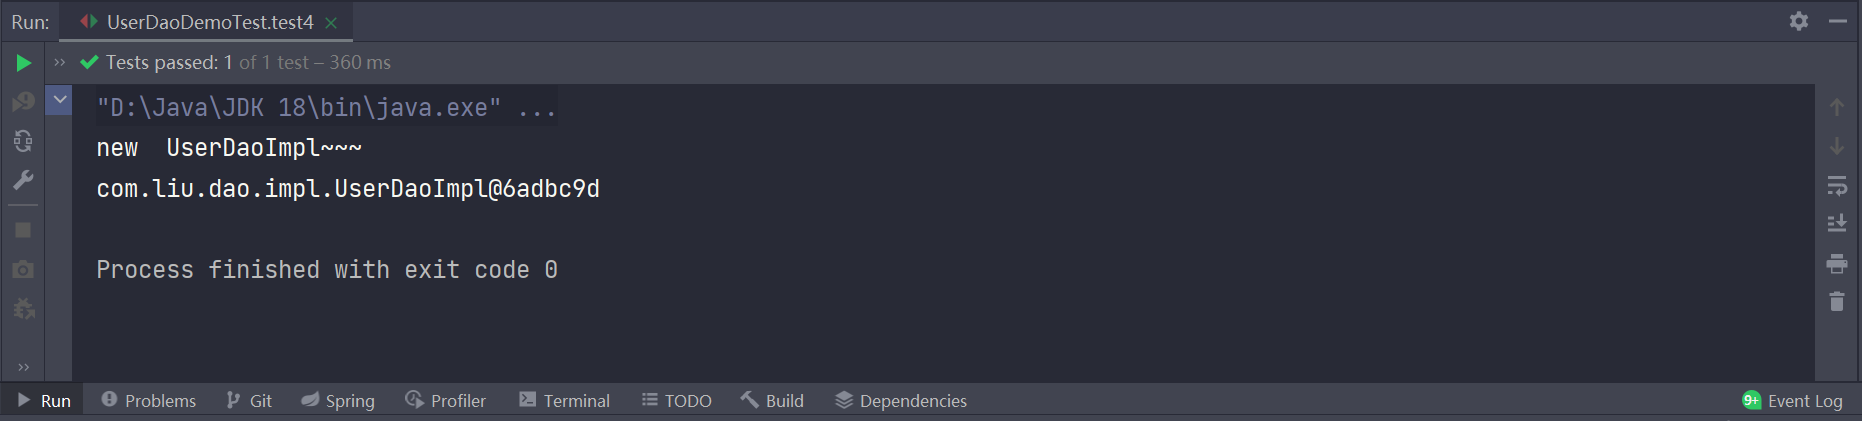 Run: UserDaoDemoTest.test4
Tests passed: 1 of 1 test – 360 ms
"D:\Java\JDK 18\bin\java.exe" ...
new  UserDaoImpl~~~
com.liu.dao.impl.UserDaoImpl@6adbc9d
Process finished with exit code 0
Run Problems Git Spring Profiler Terminal TODO Build Dependencies 9+ Event Log